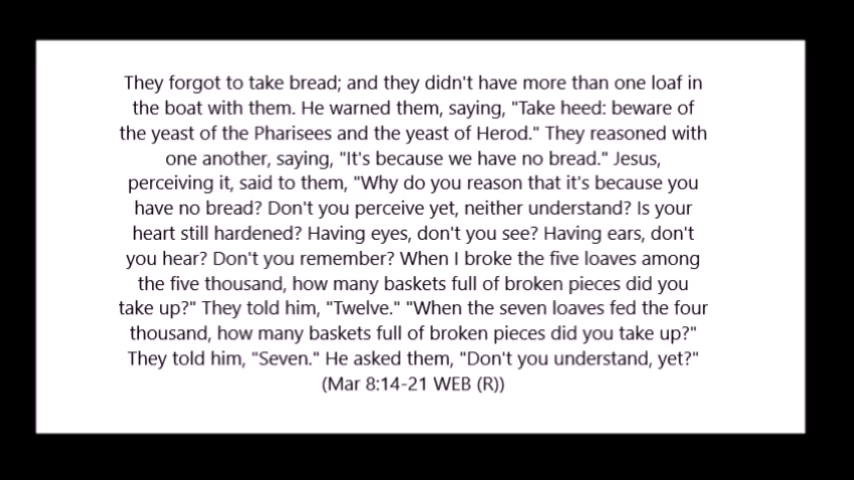 They forgot to take bread; and they didn't have more than one loaf in
the boat with them. He warned them, saying, "Take heed: beware of
the yeast of the Pharisees and the yeast of Herod." They reasoned with
one another, saying, "It's because we have no bread." Jesus,
perceiving it, said to them, "Why do you reason that it's because you
have no bread? Don't you perceive yet, neither understand? Is your
heart still hardened? Having eyes, don't you see? Having ears, don't
you hear? Don't you remember? When I broke the five loaves among
the five thousand, how many baskets full of broken pieces did you
take up?" They told him, "Twelve." "When the seven loaves fed the four
thousand, how many baskets full of broken pieces did you take up?"
They told him, "Seven." He asked them, "Don't you understand, yet?"
(Mar 8:14-21 WEB (R))